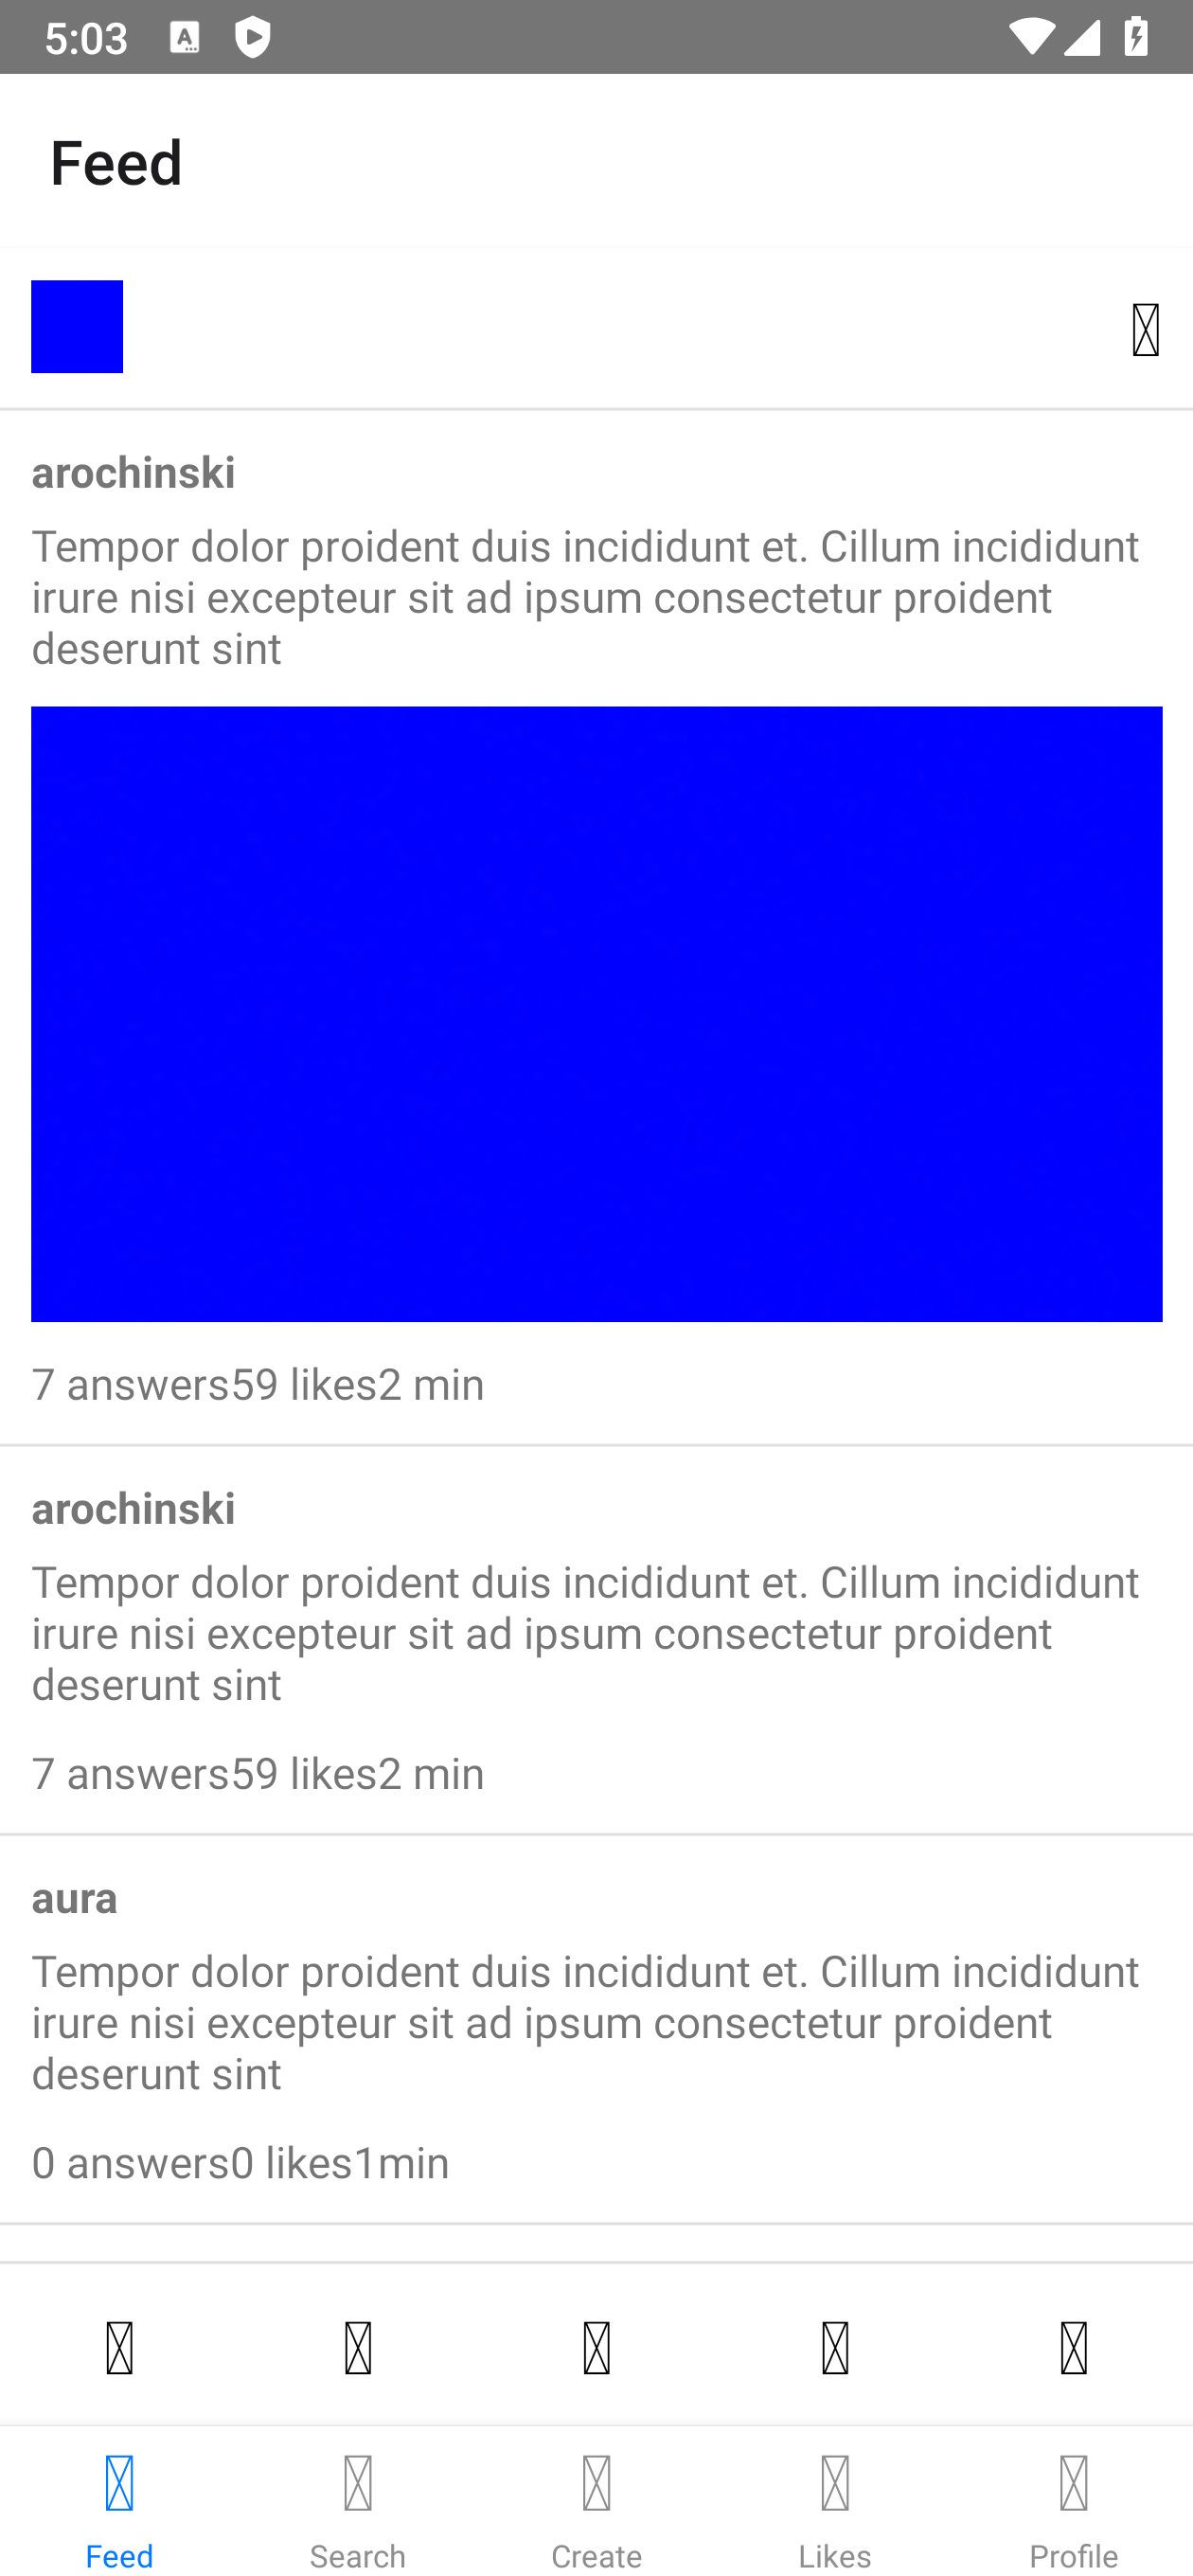 5:03
Feed
arochinski
Tempor dolor proident duis incididunt et. Cillum incididunt
irure nisi excepteur sit ad ipsum consectetur proident
deserunt sint
7 answers59 likes2 min
arochinski
Tempor dolor proident duis incididunt et. Cillum incididunt
irure nisi excepteur sit ad ipsum consectetur proident
deserunt sint
7 answers59 likes2 min
aura
Tempor dolor proident duis incididunt et. Cillum incididunt
irure nisi excepteur sit ad ipsum consectetur proident
deserunt sint
0 answers0 likes1min
Feed Search Create Likes Profile